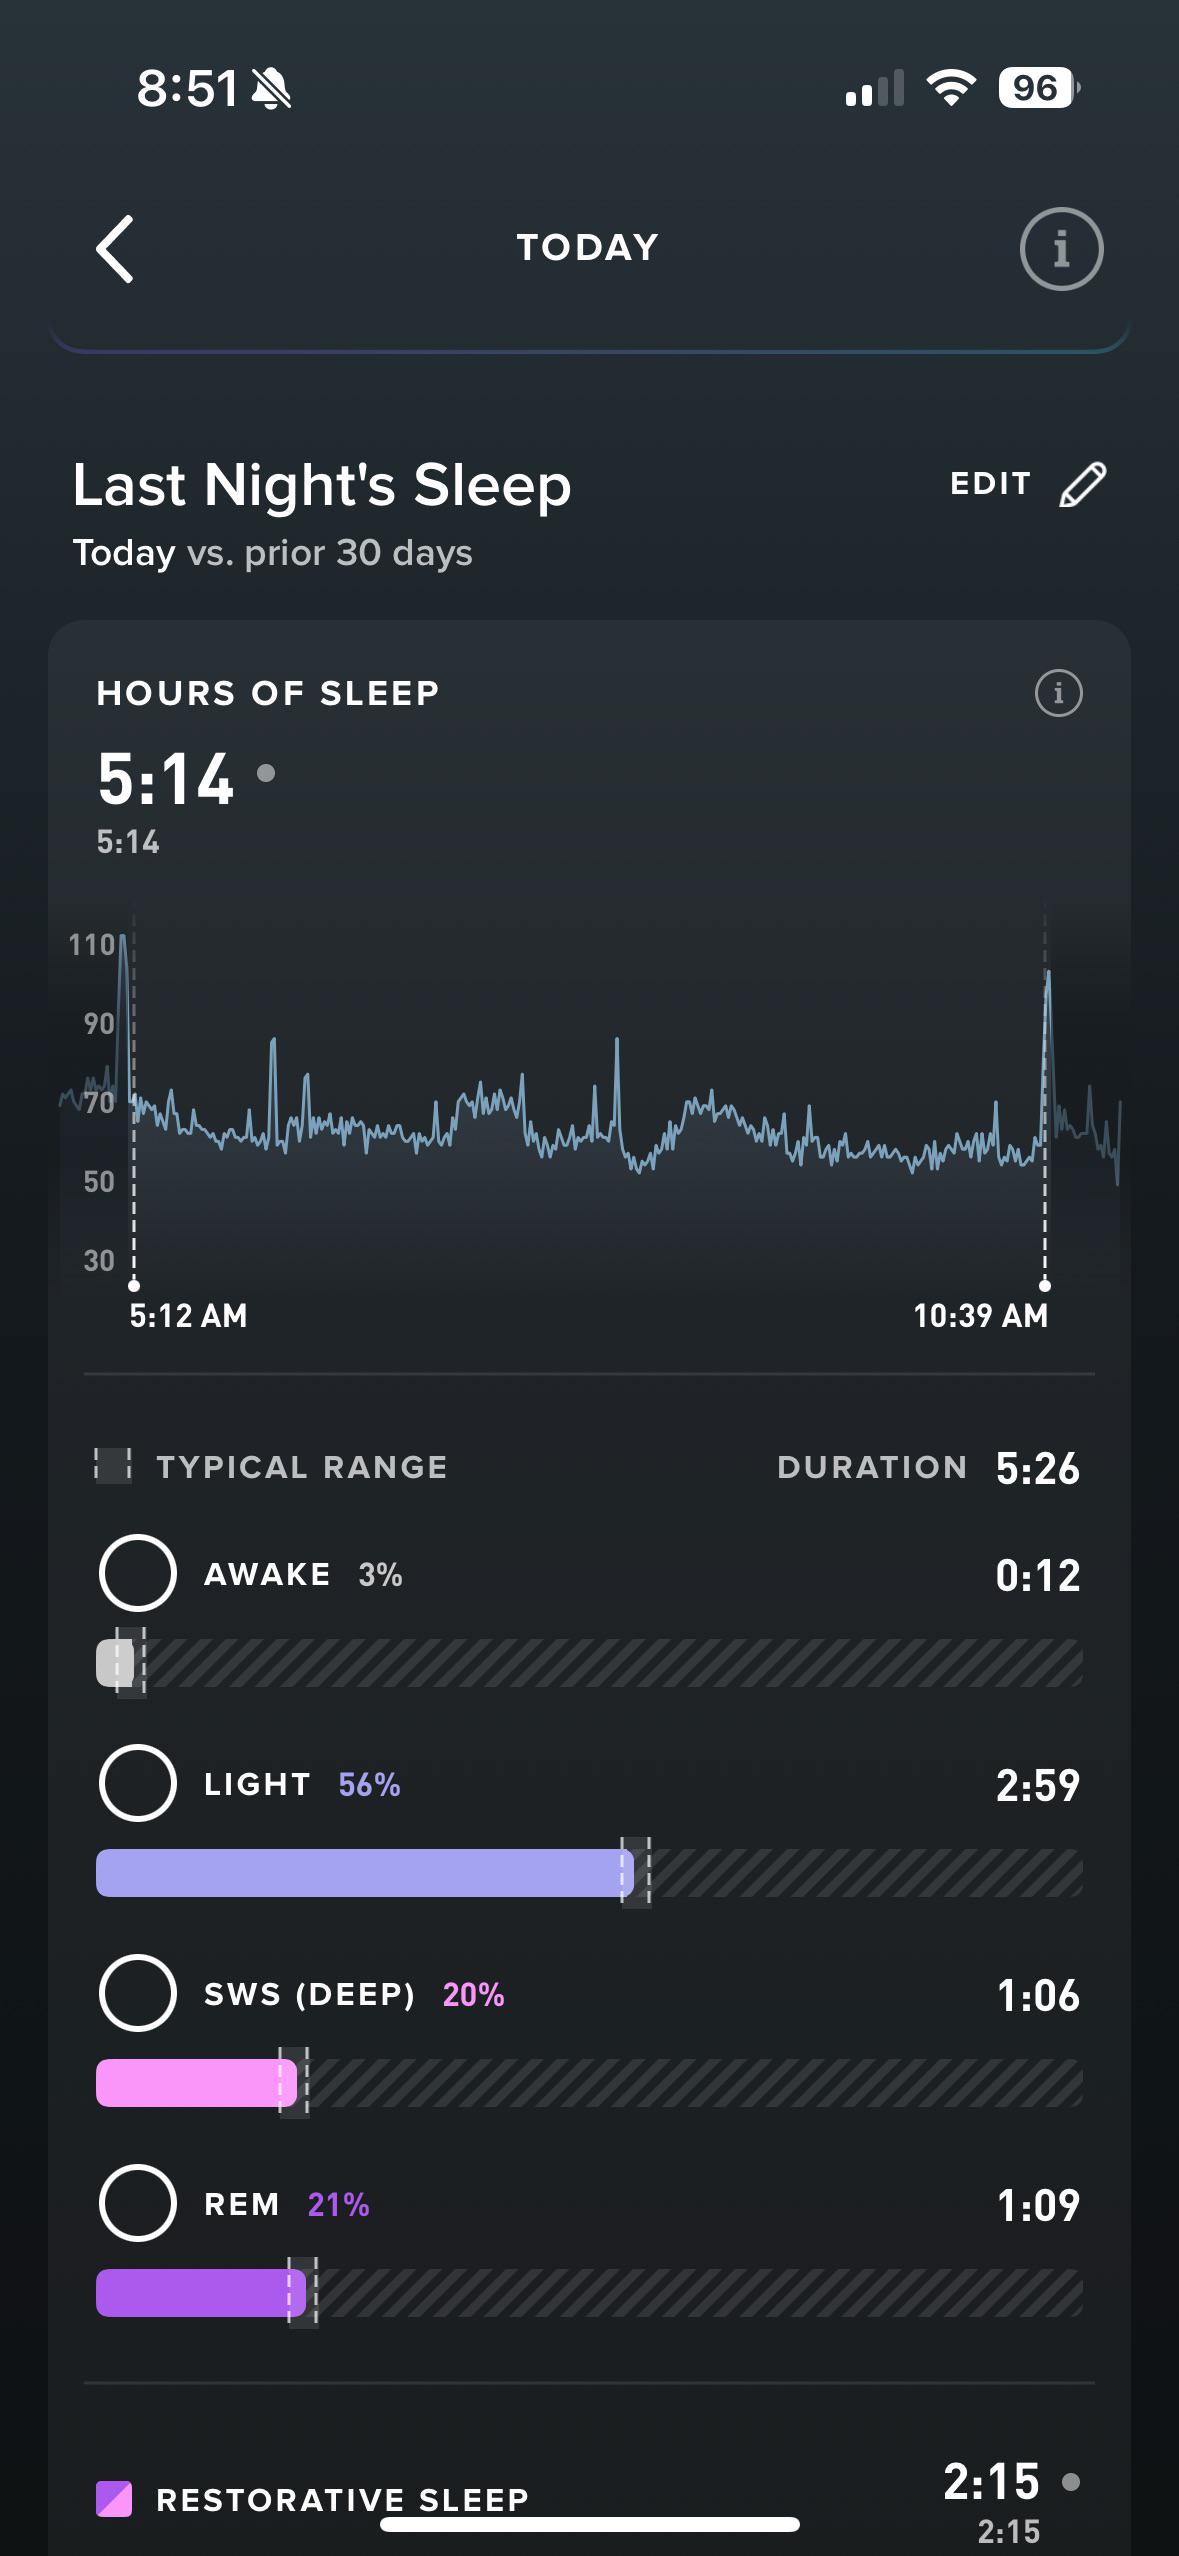 8:51 96
TODAY i
Last Night's Sleep EDIT
Today vs. prior 30 days
HOURS OF SLEEP i
5:14
5:14
110
90
70
50
30
5:12 AM 10:39 AM
TYPICAL RANGE DURATION 5:26
AWAKE 3% 0:12
LIGHT 56% 2:59
SWS (DEEP) 20% 1:06
REM 21% 1:09
RESTORATIVE SLEEP 2:15
2:15